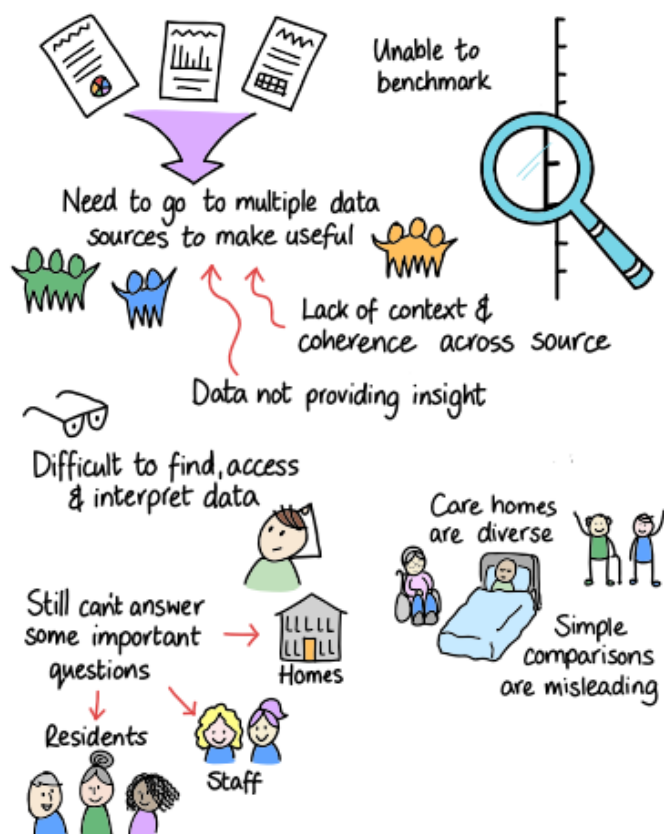 Unable to
benchmark
Need to go to multiple data
sources to make useful
Lack of context &
coherence across source
Data not providing insight
Difficult to find, access
& interpret data
Care homes
are diverse
Still can't answer
some important
questions
Homes
Simple
comparisons
are misleading
Residents
Staff